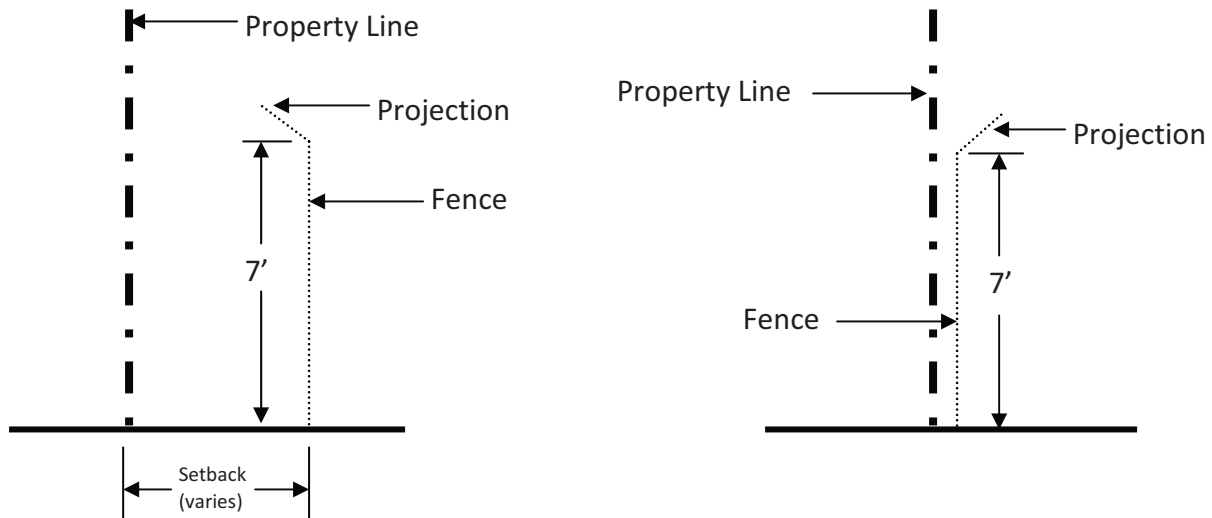 Property Line
Projection
Fence
7’
Setback
(varies)
Property Line
Projection
7’
Fence